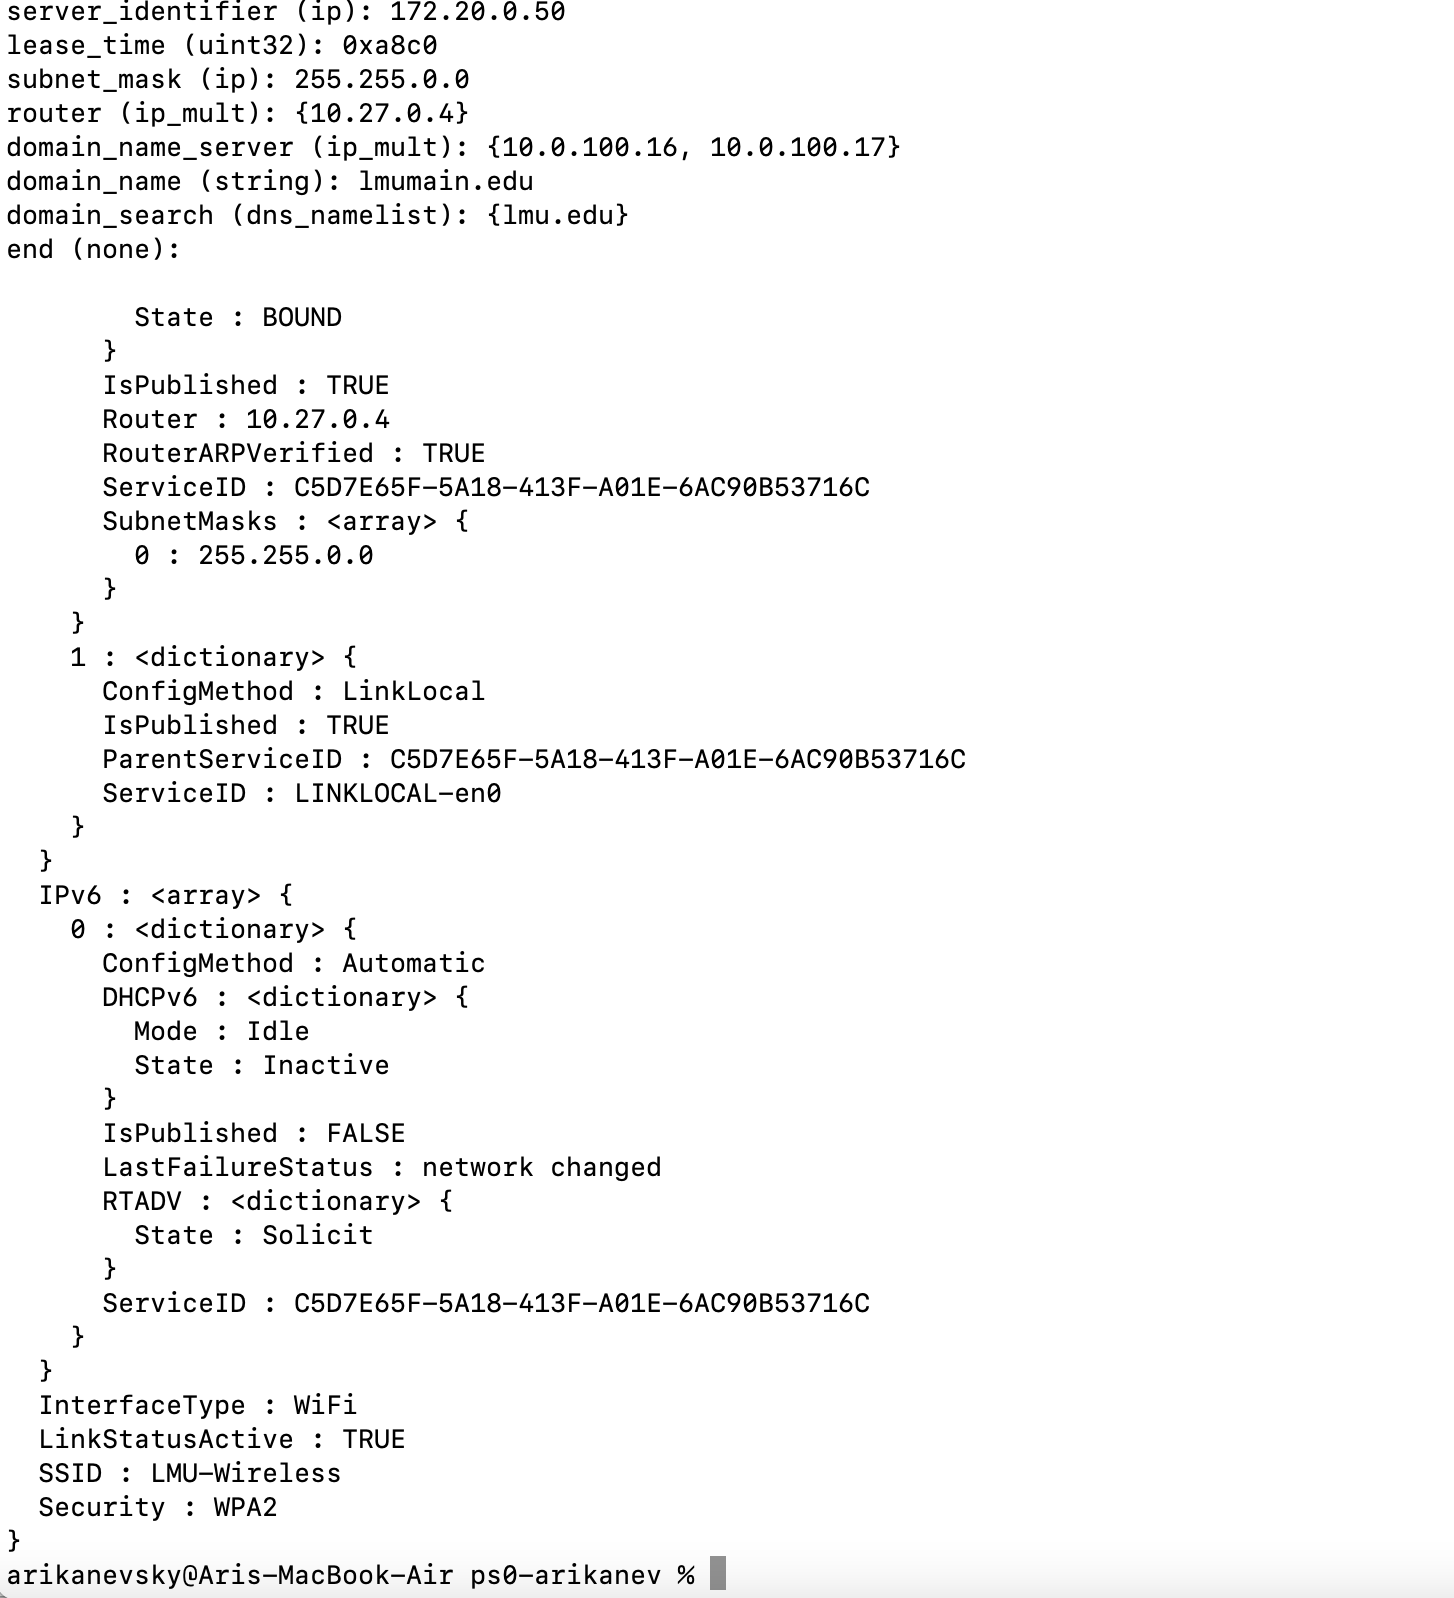 server_identifier (ip): 172.20.0.50
lease_time (uint32): 0xa8c0
subnet_mask (ip): 255.255.0.0
router (ip_mult): {10.27.0.4}
domain_name_server (ip_mult): {10.0.100.16, 10.0.100.17}
domain_name (string): lmumain.edu
domain_search (dns_namelist): {lmu.edu}
end (none):

        State : BOUND
      }
      IsPublished : TRUE
      Router : 10.27.0.4
      RouterARPVerified : TRUE
      ServiceID : C5D7E65F-5A18-413F-A01E-6AC90B53716C
      SubnetMasks : <array> {
        0 : 255.255.0.0
      }
    }
    1 : <dictionary> {
      ConfigMethod : LinkLocal
      IsPublished : TRUE
      ParentServiceID : C5D7E65F-5A18-413F-A01E-6AC90B53716C
      ServiceID : LINKLOCAL-en0
    }
  }
  IPv6 : <array> {
    0 : <dictionary> {
      ConfigMethod : Automatic
      DHCPv6 : <dictionary> {
        Mode : Idle
        State : Inactive
      }
      IsPublished : FALSE
      LastFailureStatus : network changed
      RTADV : <dictionary> {
        State : Solicit
      }
      ServiceID : C5D7E65F-5A18-413F-A01E-6AC90B53716C
    }
  }
  InterfaceType : WiFi
  LinkStatusActive : TRUE
  SSID : LMU-Wireless
  Security : WPA2
}
arikanevsky@Aris-MacBook-Air ps0-arikanev %